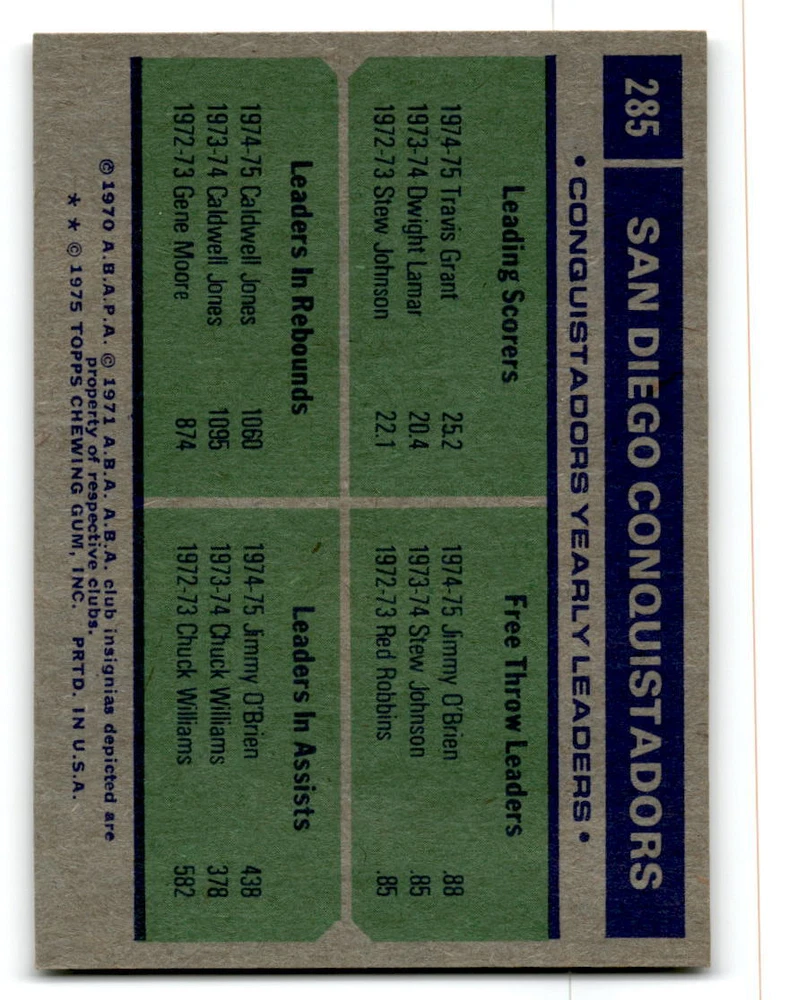 285 SAN DIEGO CONQUISTADORS
• CONQUISTADORS YEARLY LEADERS •
Leading Scorers
1974-75 Travis Grant 25.2
1973-74 Dwight Lamar 20.4
1972-73 Stew Johnson 22.1
Free Throw Leaders
1974-75 Jimmy O'Brien .88
1973-74 Stew Johnson .85
1972-73 Red Robbins .85
Leaders In Rebounds
1974-75 Caldwell Jones 1060
1973-74 Caldwell Jones 1095
1972-73 Gene Moore 874
Leaders In Assists
1974-75 Jimmy O'Brien 438
1973-74 Chuck Williams 378
1972-73 Chuck Williams 582
© 1970 A.B.A.P.A. © 1971 A.B.A. A.B.A. club insignias depicted are
property of respective clubs.
★ ★ © 1975 TOPPS CHEWING GUM, INC. PRTD. IN U.S.A.